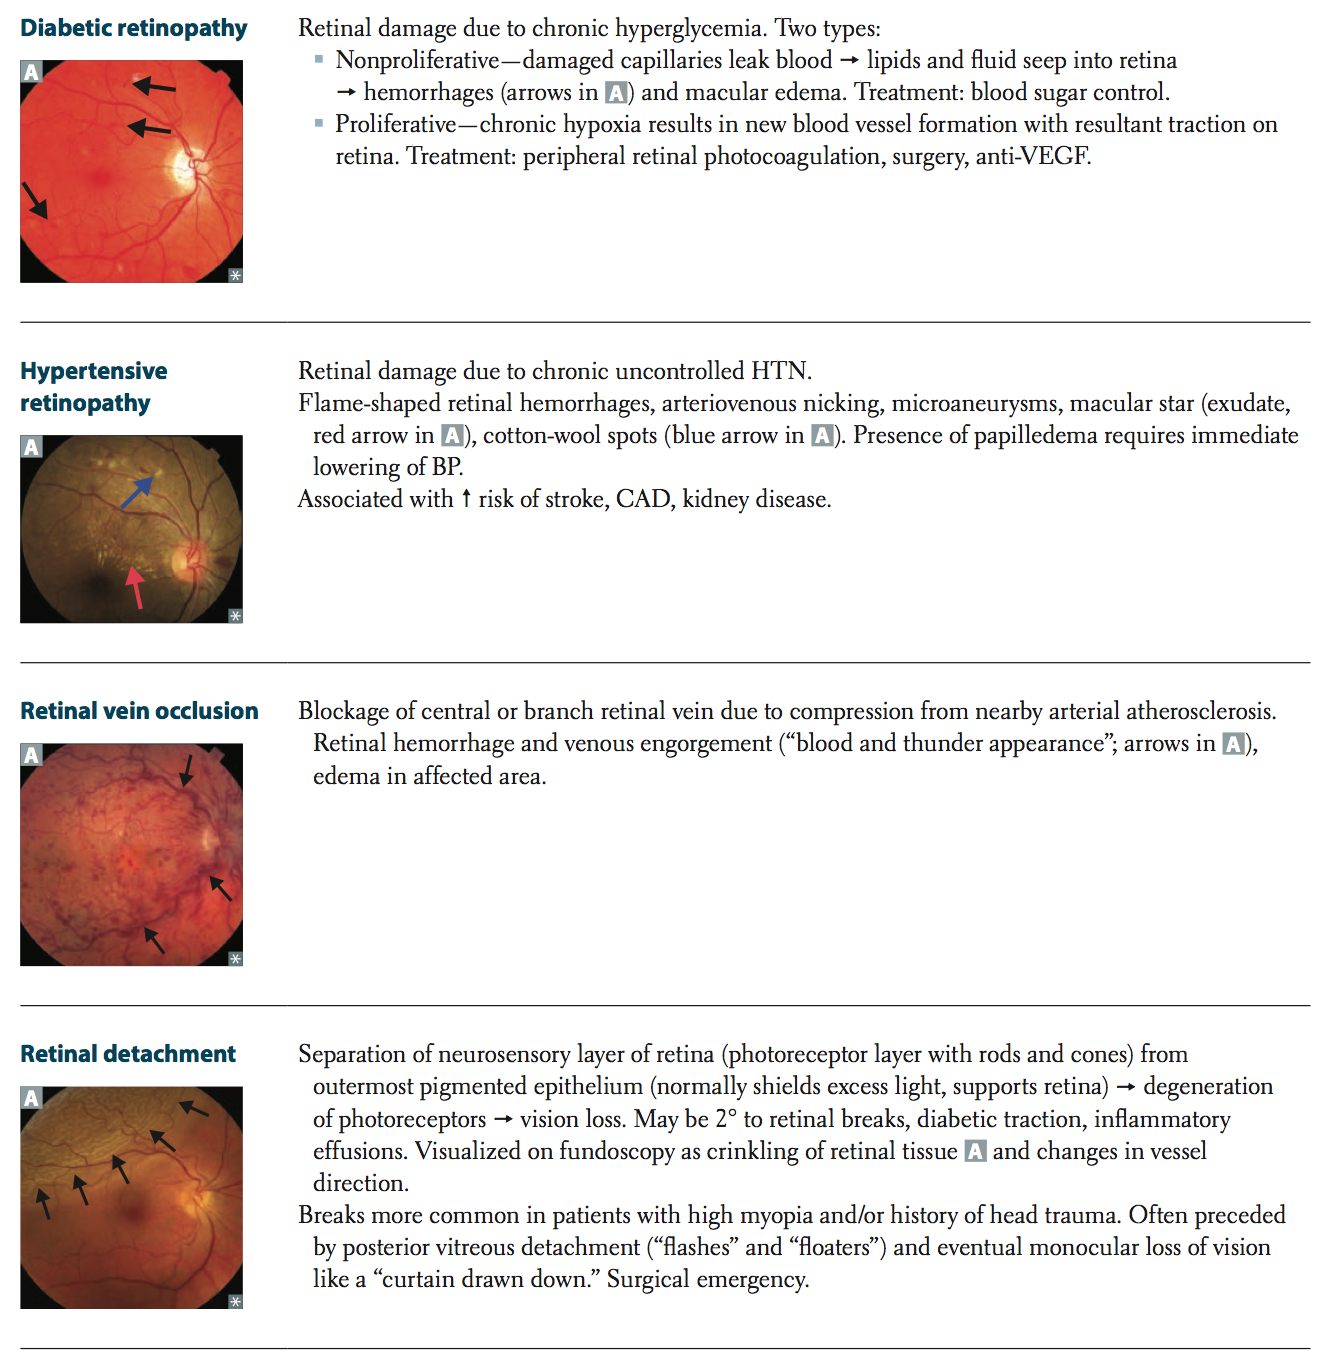 Diabetic retinopathy
A
*
Retinal damage due to chronic hyperglycemia. Two types:
▪ Nonproliferative—damaged capillaries leak blood → lipids and fluid seep into retina
→ hemorrhages (arrows in A) and macular edema. Treatment: blood sugar control.
▪ Proliferative—chronic hypoxia results in new blood vessel formation with resultant traction on
retina. Treatment: peripheral retinal photocoagulation, surgery, anti-VEGF.
Hypertensive
retinopathy
A
*
Retinal damage due to chronic uncontrolled HTN.
Flame-shaped retinal hemorrhages, arteriovenous nicking, microaneurysms, macular star (exudate,
red arrow in A), cotton-wool spots (blue arrow in A). Presence of papilledema requires immediate
lowering of BP.
Associated with ↑ risk of stroke, CAD, kidney disease.
Retinal vein occlusion
A
*
Blockage of central or branch retinal vein due to compression from nearby arterial atherosclerosis.
Retinal hemorrhage and venous engorgement (“blood and thunder appearance”; arrows in A),
edema in affected area.
Retinal detachment
A
*
Separation of neurosensory layer of retina (photoreceptor layer with rods and cones) from
outermost pigmented epithelium (normally shields excess light, supports retina) → degeneration
of photoreceptors → vision loss. May be 2° to retinal breaks, diabetic traction, inflammatory
effusions. Visualized on fundoscopy as crinkling of retinal tissue A and changes in vessel
direction.
Breaks more common in patients with high myopia and/or history of head trauma. Often preceded
by posterior vitreous detachment (“flashes” and “floaters”) and eventual monocular loss of vision
like a “curtain drawn down.” Surgical emergency.